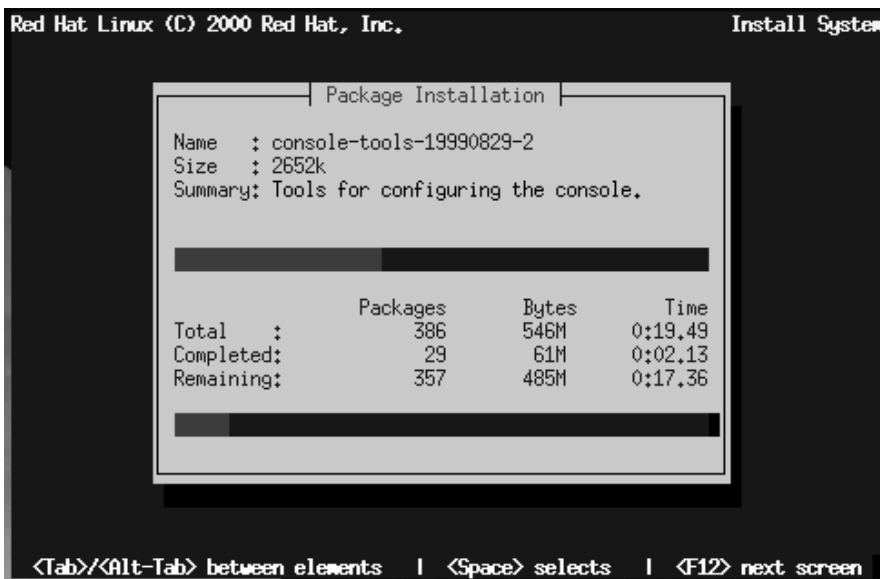 Red Hat Linux (C) 2000 Red Hat, Inc. Install System
Package Installation
Name : console-tools-19990829-2
Size : 2652k
Summary: Tools for configuring the console.
Packages Bytes Time
Total : 386 546M 0:19.49
Completed: 29 61M 0:02.13
Remaining: 357 485M 0:17.36
<Tab>/<Alt-Tab> between elements | <Space> selects | <F12> next screen